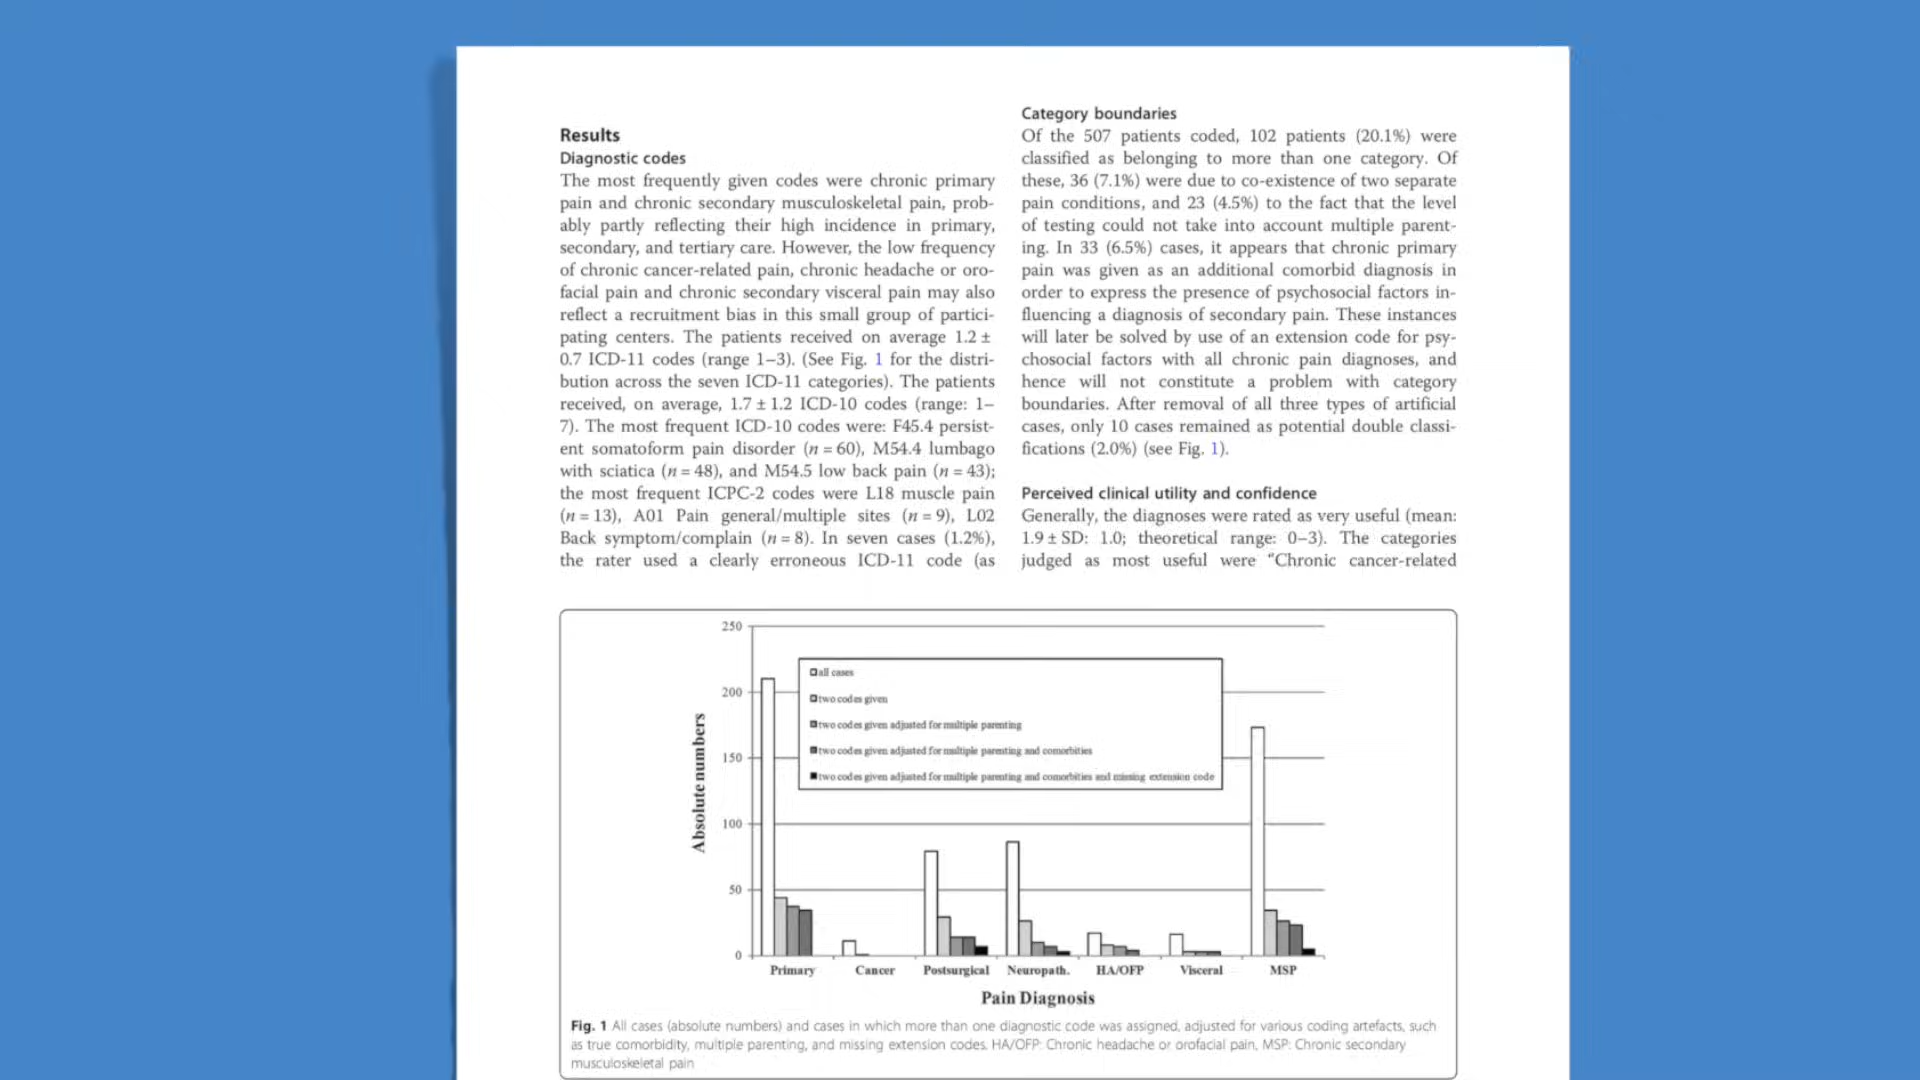 Results
Diagnostic codes
The most frequently given codes were chronic primary
pain and chronic secondary musculoskeletal pain, prob-
ably partly reflecting their high incidence in primary,
secondary, and tertiary care. However, the low frequency
of chronic cancer-related pain, chronic headache or oro-
facial pain and chronic secondary visceral pain may also
reflect a recruitment bias in this small group of partici-
pating centers. The patients received on average 1.2 ±
0.7 ICD-11 codes (range 1–3). (See Fig. 1 for the distri-
bution across the seven ICD-11 categories). The patients
received, on average, 1.7 ± 1.2 ICD-10 codes (range: 1–
7). The most frequent ICD-10 codes were: F45.4 persist-
ent somatoform pain disorder (n = 60), M54.4 lumbago
with sciatica (n = 48), and M54.5 low back pain (n = 43);
the most frequent ICPC-2 codes were L18 muscle pain
(n = 13), A01 Pain general/multiple sites (n = 9), L02
Back symptom/complain (n = 8). In seven cases (1.2%),
the rater used a clearly erroneous ICD-11 code (as
Category boundaries
Of the 507 patients coded, 102 patients (20.1%) were
classified as belonging to more than one category. Of
these, 36 (7.1%) were due to co-existence of two separate
pain conditions, and 23 (4.5%) to the fact that the level
of testing could not take into account multiple parent-
ing. In 33 (6.5%) cases, it appears that chronic primary
pain was given as an additional comorbid diagnosis in
order to express the presence of psychosocial factors in-
fluencing a diagnosis of secondary pain. These instances
will later be solved by use of an extension code for psy-
chosocial factors with all chronic pain diagnoses, and
hence will not constitute a problem with category
boundaries. After removal of all three types of artificial
cases, only 10 cases remained as potential double classi-
fications (2.0%) (see Fig. 1).
Perceived clinical utility and confidence
Generally, the diagnoses were rated as very useful (mean:
1.9 ± SD: 1.0; theoretical range: 0–3). The categories
judged as most useful were “Chronic cancer-related
250
200
150
100
50
0
Absolute numbers
all cases
two codes given
two codes given adjusted for multiple parenting
two codes given adjusted for multiple parenting and comorbities
two codes given adjusted for multiple parenting and comorbities and missing extension code
Primary Cancer Postsurgical Neuropath. HA/OFP Visceral MSP
Pain Diagnosis
Fig. 1 All cases (absolute numbers) and cases in which more than one diagnostic code was assigned, adjusted for various coding artefacts, such
as true comorbidity, multiple parenting, and missing extension codes. HA/OFP: Chronic headache or orofacial pain, MSP: Chronic secondary
musculoskeletal pain